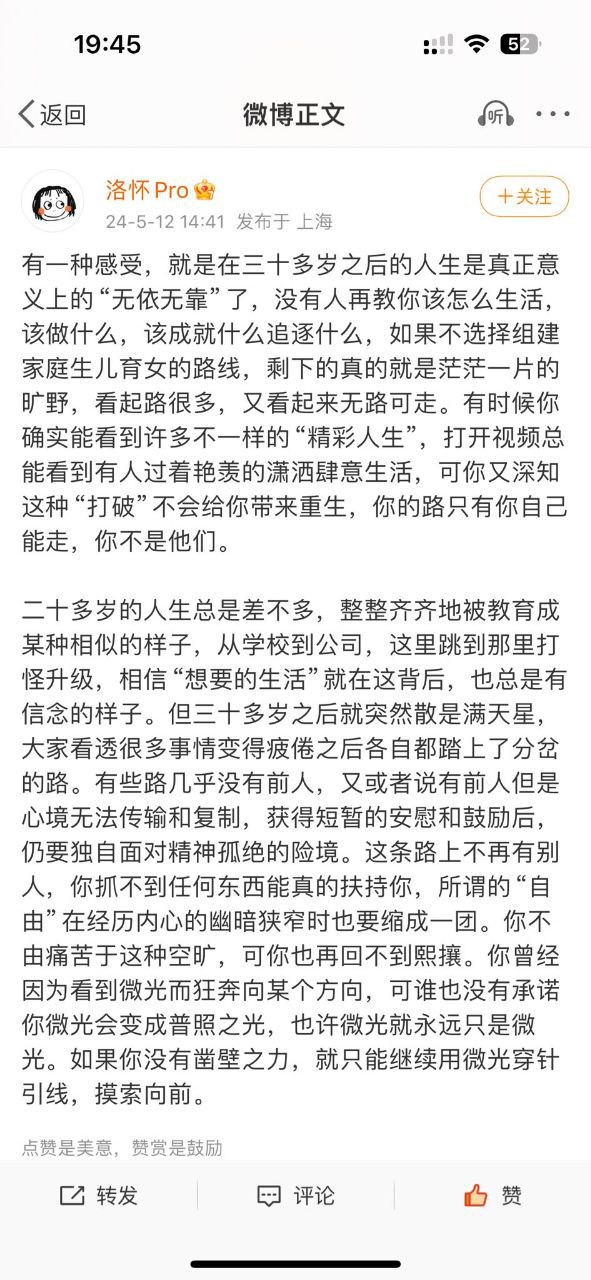 19:45
52
返回
微博正文
听
洛怀Pro
+关注
24-5-12 14:41 发布于 上海
有一种感受，就是在三十多岁之后的人生是真正意
义上的“无依无靠”了，没有人再教你该怎么生活，
该做什么，该成就什么追逐什么，如果不选择组建
家庭生儿育女的路线，剩下的真的就是茫茫一片的
旷野，看起路很多，又看起来无路可走。有时候你
确实能看到许多不一样的“精彩人生”，打开视频总
能看到有人过着艳羡的潇洒肆意生活，可你又深知
这种“打破”不会给你带来重生，你的路只有你自己
能走，你不是他们。
二十多岁的人生总是差不多，整整齐齐地被教育成
某种相似的样子，从学校到公司，这里跳到那里打
怪升级，相信“想要的生活”就在这背后，也总是有
信念的样子。但三十多岁之后就突然散是满天星，
大家看透很多事情变得疲倦之后各自都踏上了分岔
的路。有些路几乎没有前人，又或者说有前人但是
心境无法传输和复制，获得短暂的安慰和鼓励后，
仍要独自面对精神孤绝的险境。这条路上不再有别
人，你抓不到任何东西能真的扶持你，所谓的“自
由”在经历内心的幽暗狭窄时也要缩成一团。你不
由痛苦于这种空旷，可你也再回不到熙攘。你曾经
因为看到微光而狂奔向某个方向，可谁也没有承诺
你微光会变成普照之光，也许微光就永远只是微
光。如果你没有凿壁之力，就只能继续用微光穿针
引线，摸索向前。
点赞是美意，赞赏是鼓励
转发
评论
赞